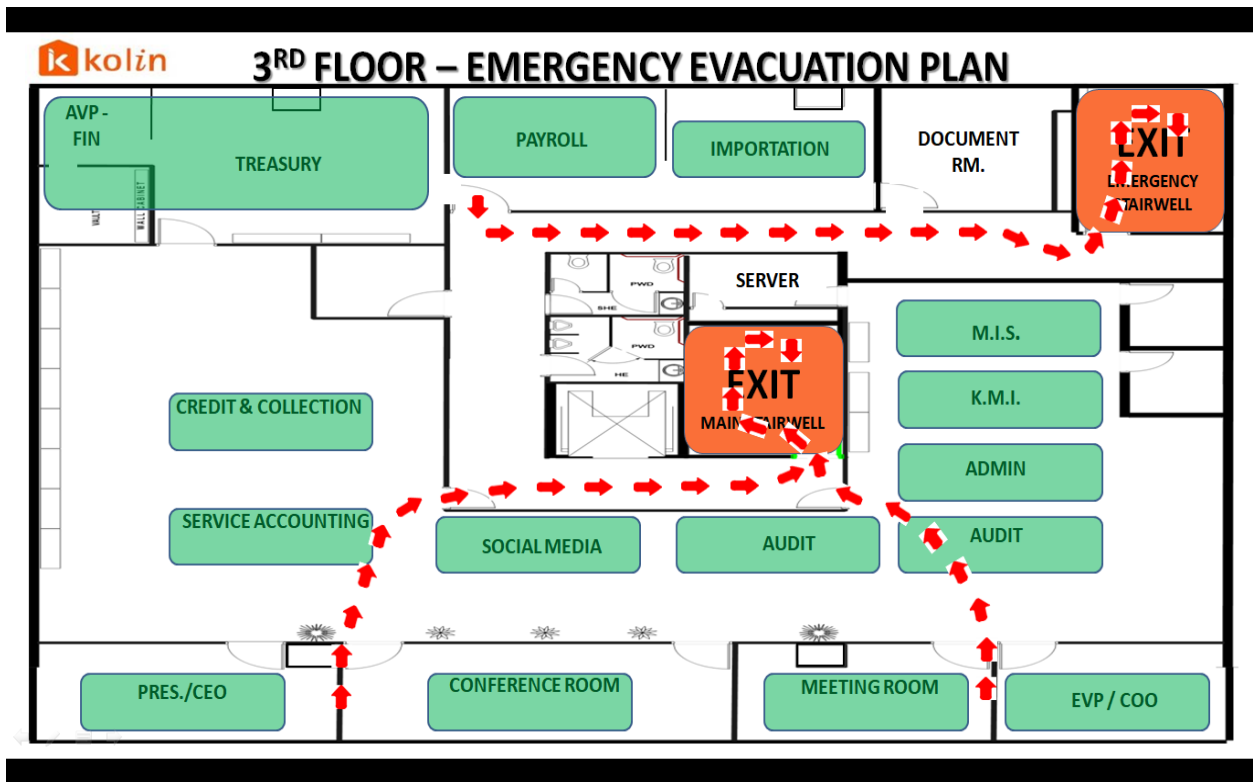 kolin
3RD FLOOR – EMERGENCY EVACUATION PLAN
AVP -
FIN
TREASURY
PAYROLL
IMPORTATION
DOCUMENT
RM.
EXIT
EMERGENCY
STAIRWELL
VAULT
WALL CABINET
PWD
SHE
SERVER
PWD
HE
EXIT
MAIN STAIRWELL
M.I.S.
K.M.I.
ADMIN
AUDIT
CREDIT & COLLECTION
SERVICE ACCOUNTING
SOCIAL MEDIA
AUDIT
PRES./CEO
CONFERENCE ROOM
MEETING ROOM
EVP / COO